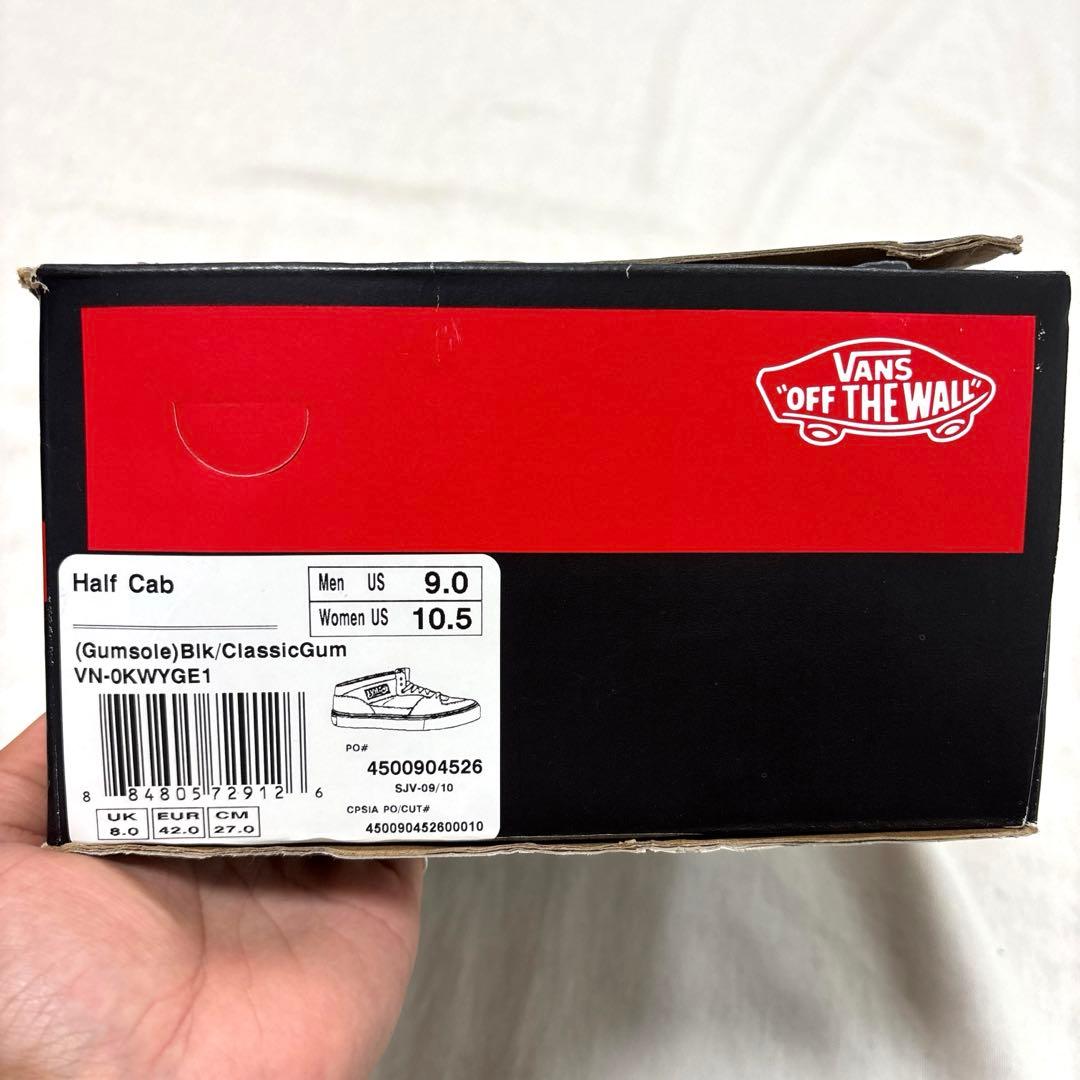 VANS
"OFF THE WALL"
Half Cab
Men US 9.0
Women US 10.5
(Gumsole)Blk/ClassicGum
VN-0KWYGE1
PO#
4500904526
SJV-09/10
8 84805 72912 6
CPSIA PO/CUT#
450090452600010
UK EUR CM
8.0 42.0 27.0